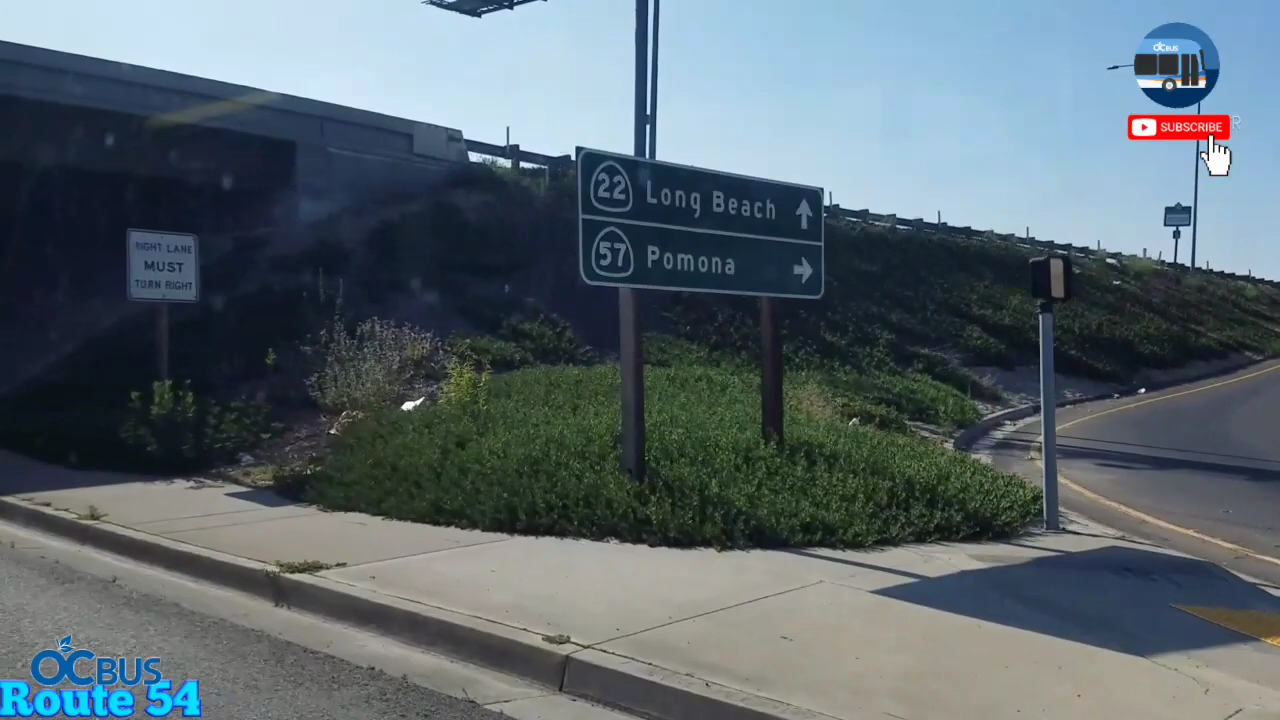 OCBUS
R
SUBSCRIBE
22 Long Beach ↑
57 Pomona →
RIGHT LANE
MUST
TURN RIGHT
OCBUS
Route 54